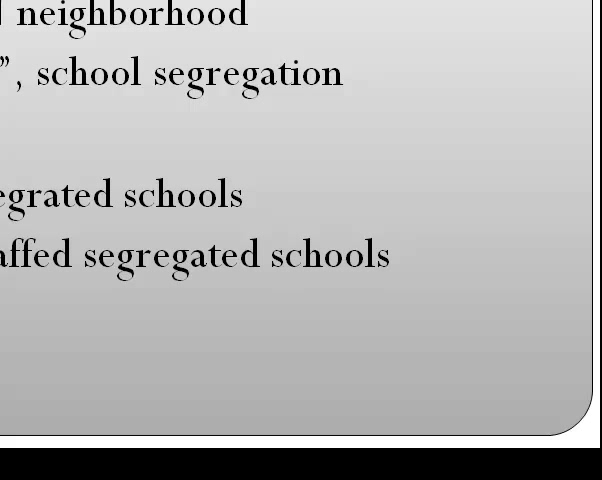 neighborhood
”, school segregation
egrated schools
affed segregated schools